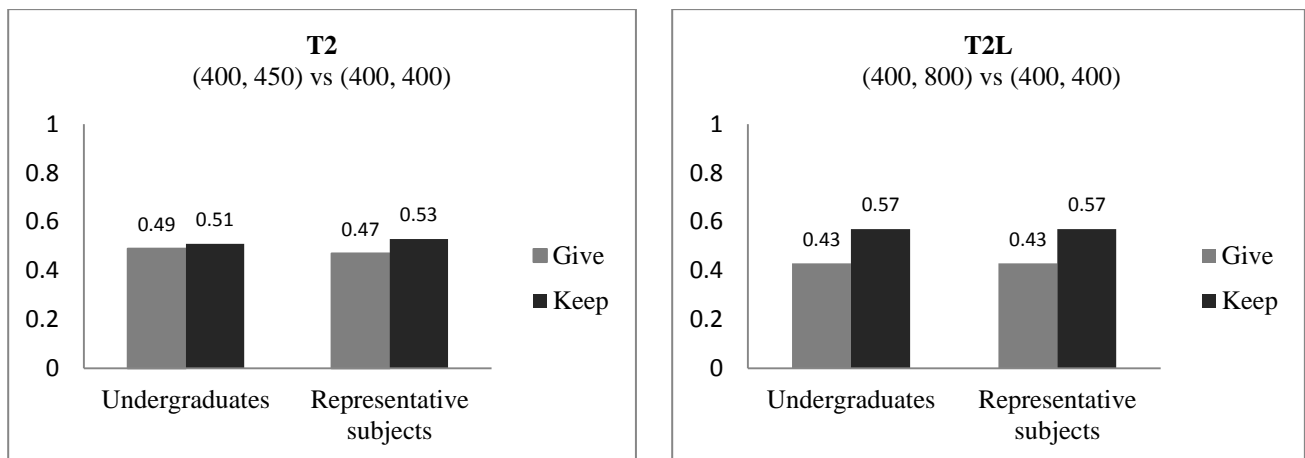 T2
(400, 450) vs (400, 400)
1
0.8
0.6
0.4
0.2
0
0.49
0.51
0.47
0.53
Undergraduates
Representative
subjects
Give
Keep
T2L
(400, 800) vs (400, 400)
1
0.8
0.6
0.4
0.2
0
0.43
0.57
0.43
0.57
Undergraduates
Representative
subjects
Give
Keep